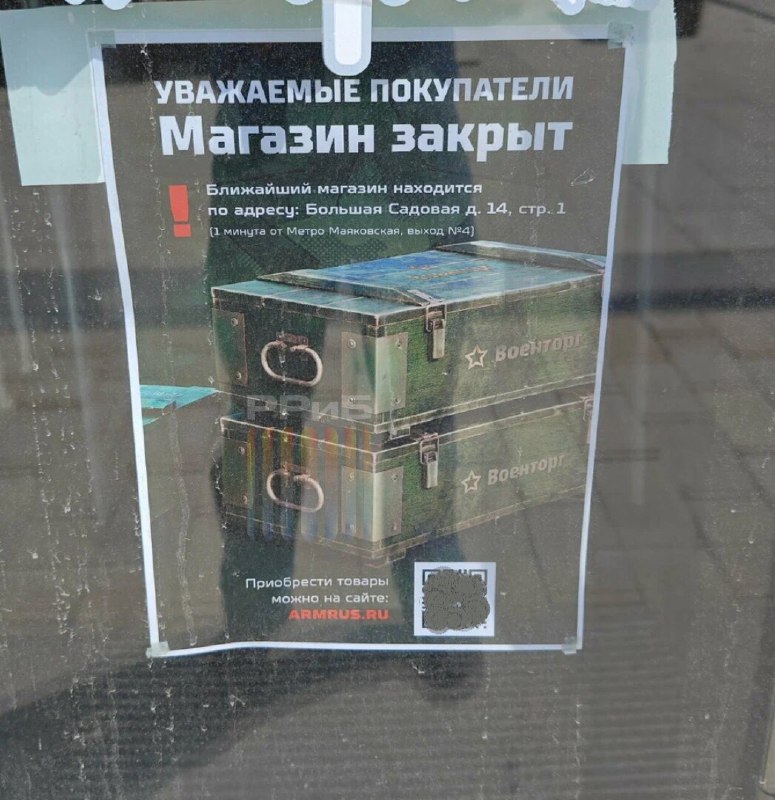 УВАЖАЕМЫЕ ПОКУПАТЕЛИ
Магазин закрыт
! Ближайший магазин находится
по адресу: Большая Садовая д. 14, стр. 1
(1 минута от Метро Маяковская, выход №4)
Военторг
РВиБ
Военторг
Приобрести товары
можно на сайте:
ARMRUS.RU